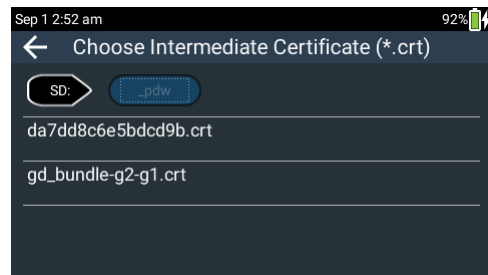 Sep 1 2:52 am 92%
Choose Intermediate Certificate (*.crt)
SD: _pdw
da7dd8c6e5bdcd9b.crt
gd_bundle-g2-g1.crt